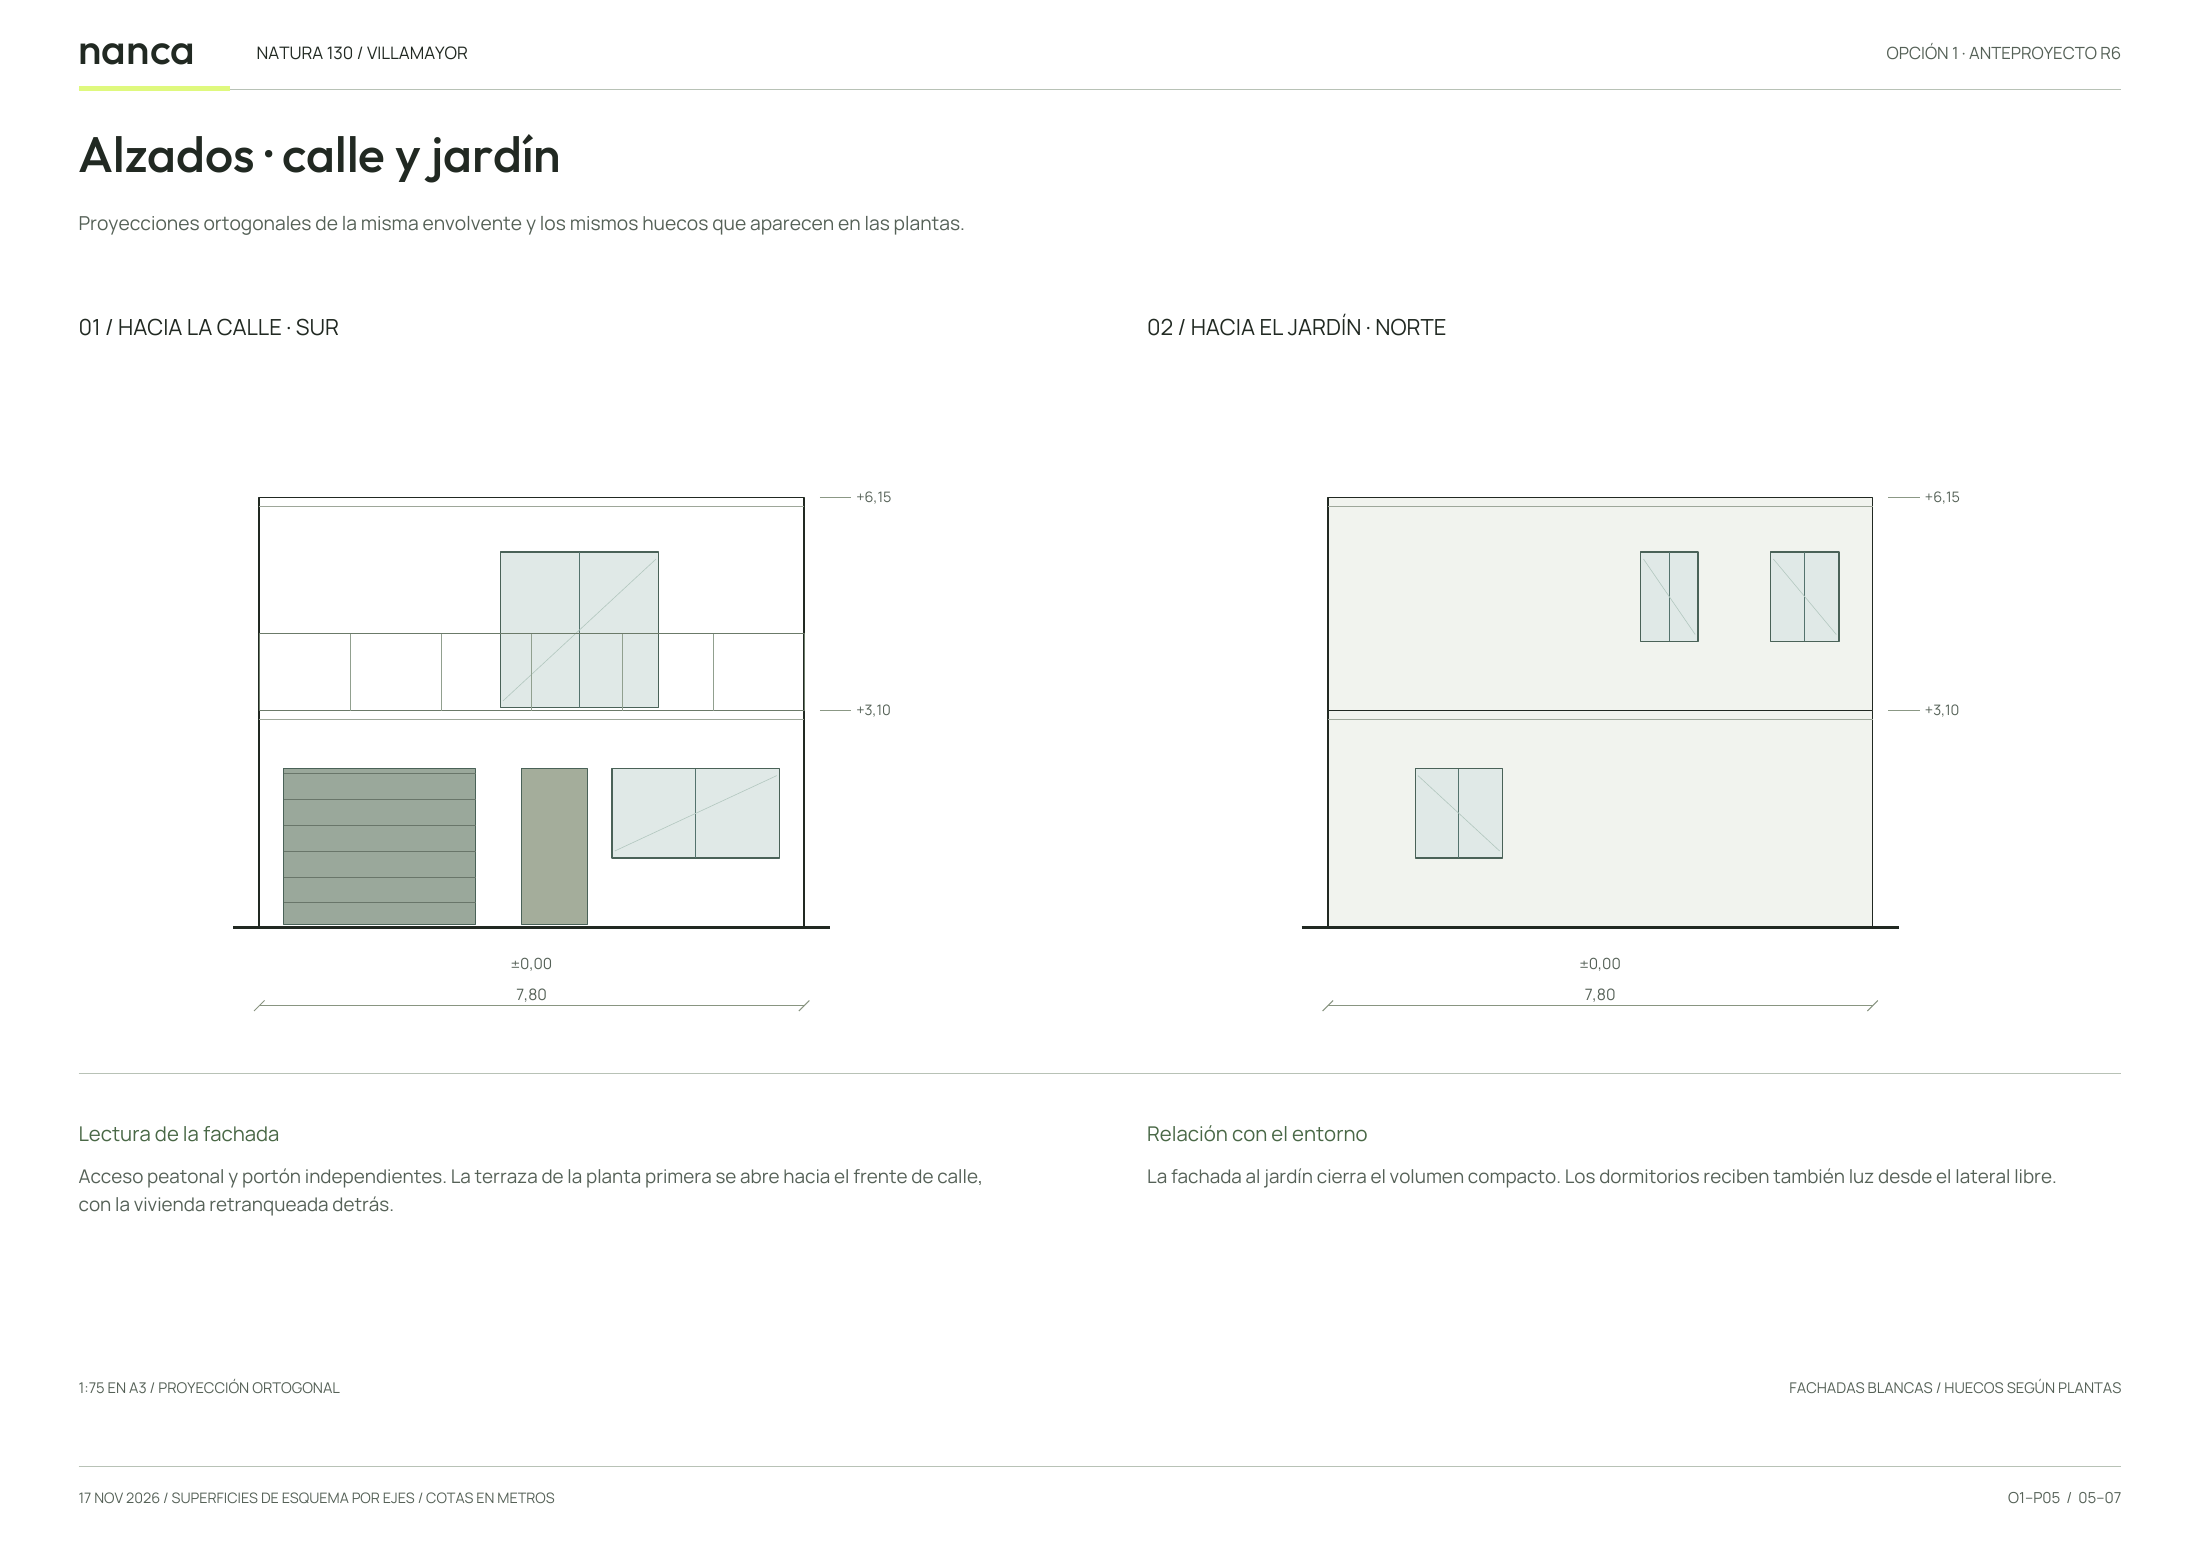 nanca
NATURA 130 / VILLAMAYOR
OPCIÓN 1 · ANTEPROYECTO R6
Alzados · calle y jardín
Proyecciones ortogonales de la misma envolvente y los mismos huecos que aparecen en las plantas.
01 / HACIA LA CALLE · SUR
02 / HACIA EL JARDÍN · NORTE
+6,15
+3,10
±0,00
7,80
+6,15
+3,10
±0,00
7,80
Lectura de la fachada
Acceso peatonal y portón independientes. La terraza de la planta primera se abre hacia el frente de calle,
con la vivienda retranqueada detrás.
Relación con el entorno
La fachada al jardín cierra el volumen compacto. Los dormitorios reciben también luz desde el lateral libre.
1:75 EN A3 / PROYECCIÓN ORTOGONAL
FACHADAS BLANCAS / HUECOS SEGÚN PLANTAS
17 NOV 2026 / SUPERFICIES DE ESQUEMA POR EJES / COTAS EN METROS
O1–P05 / 05–07